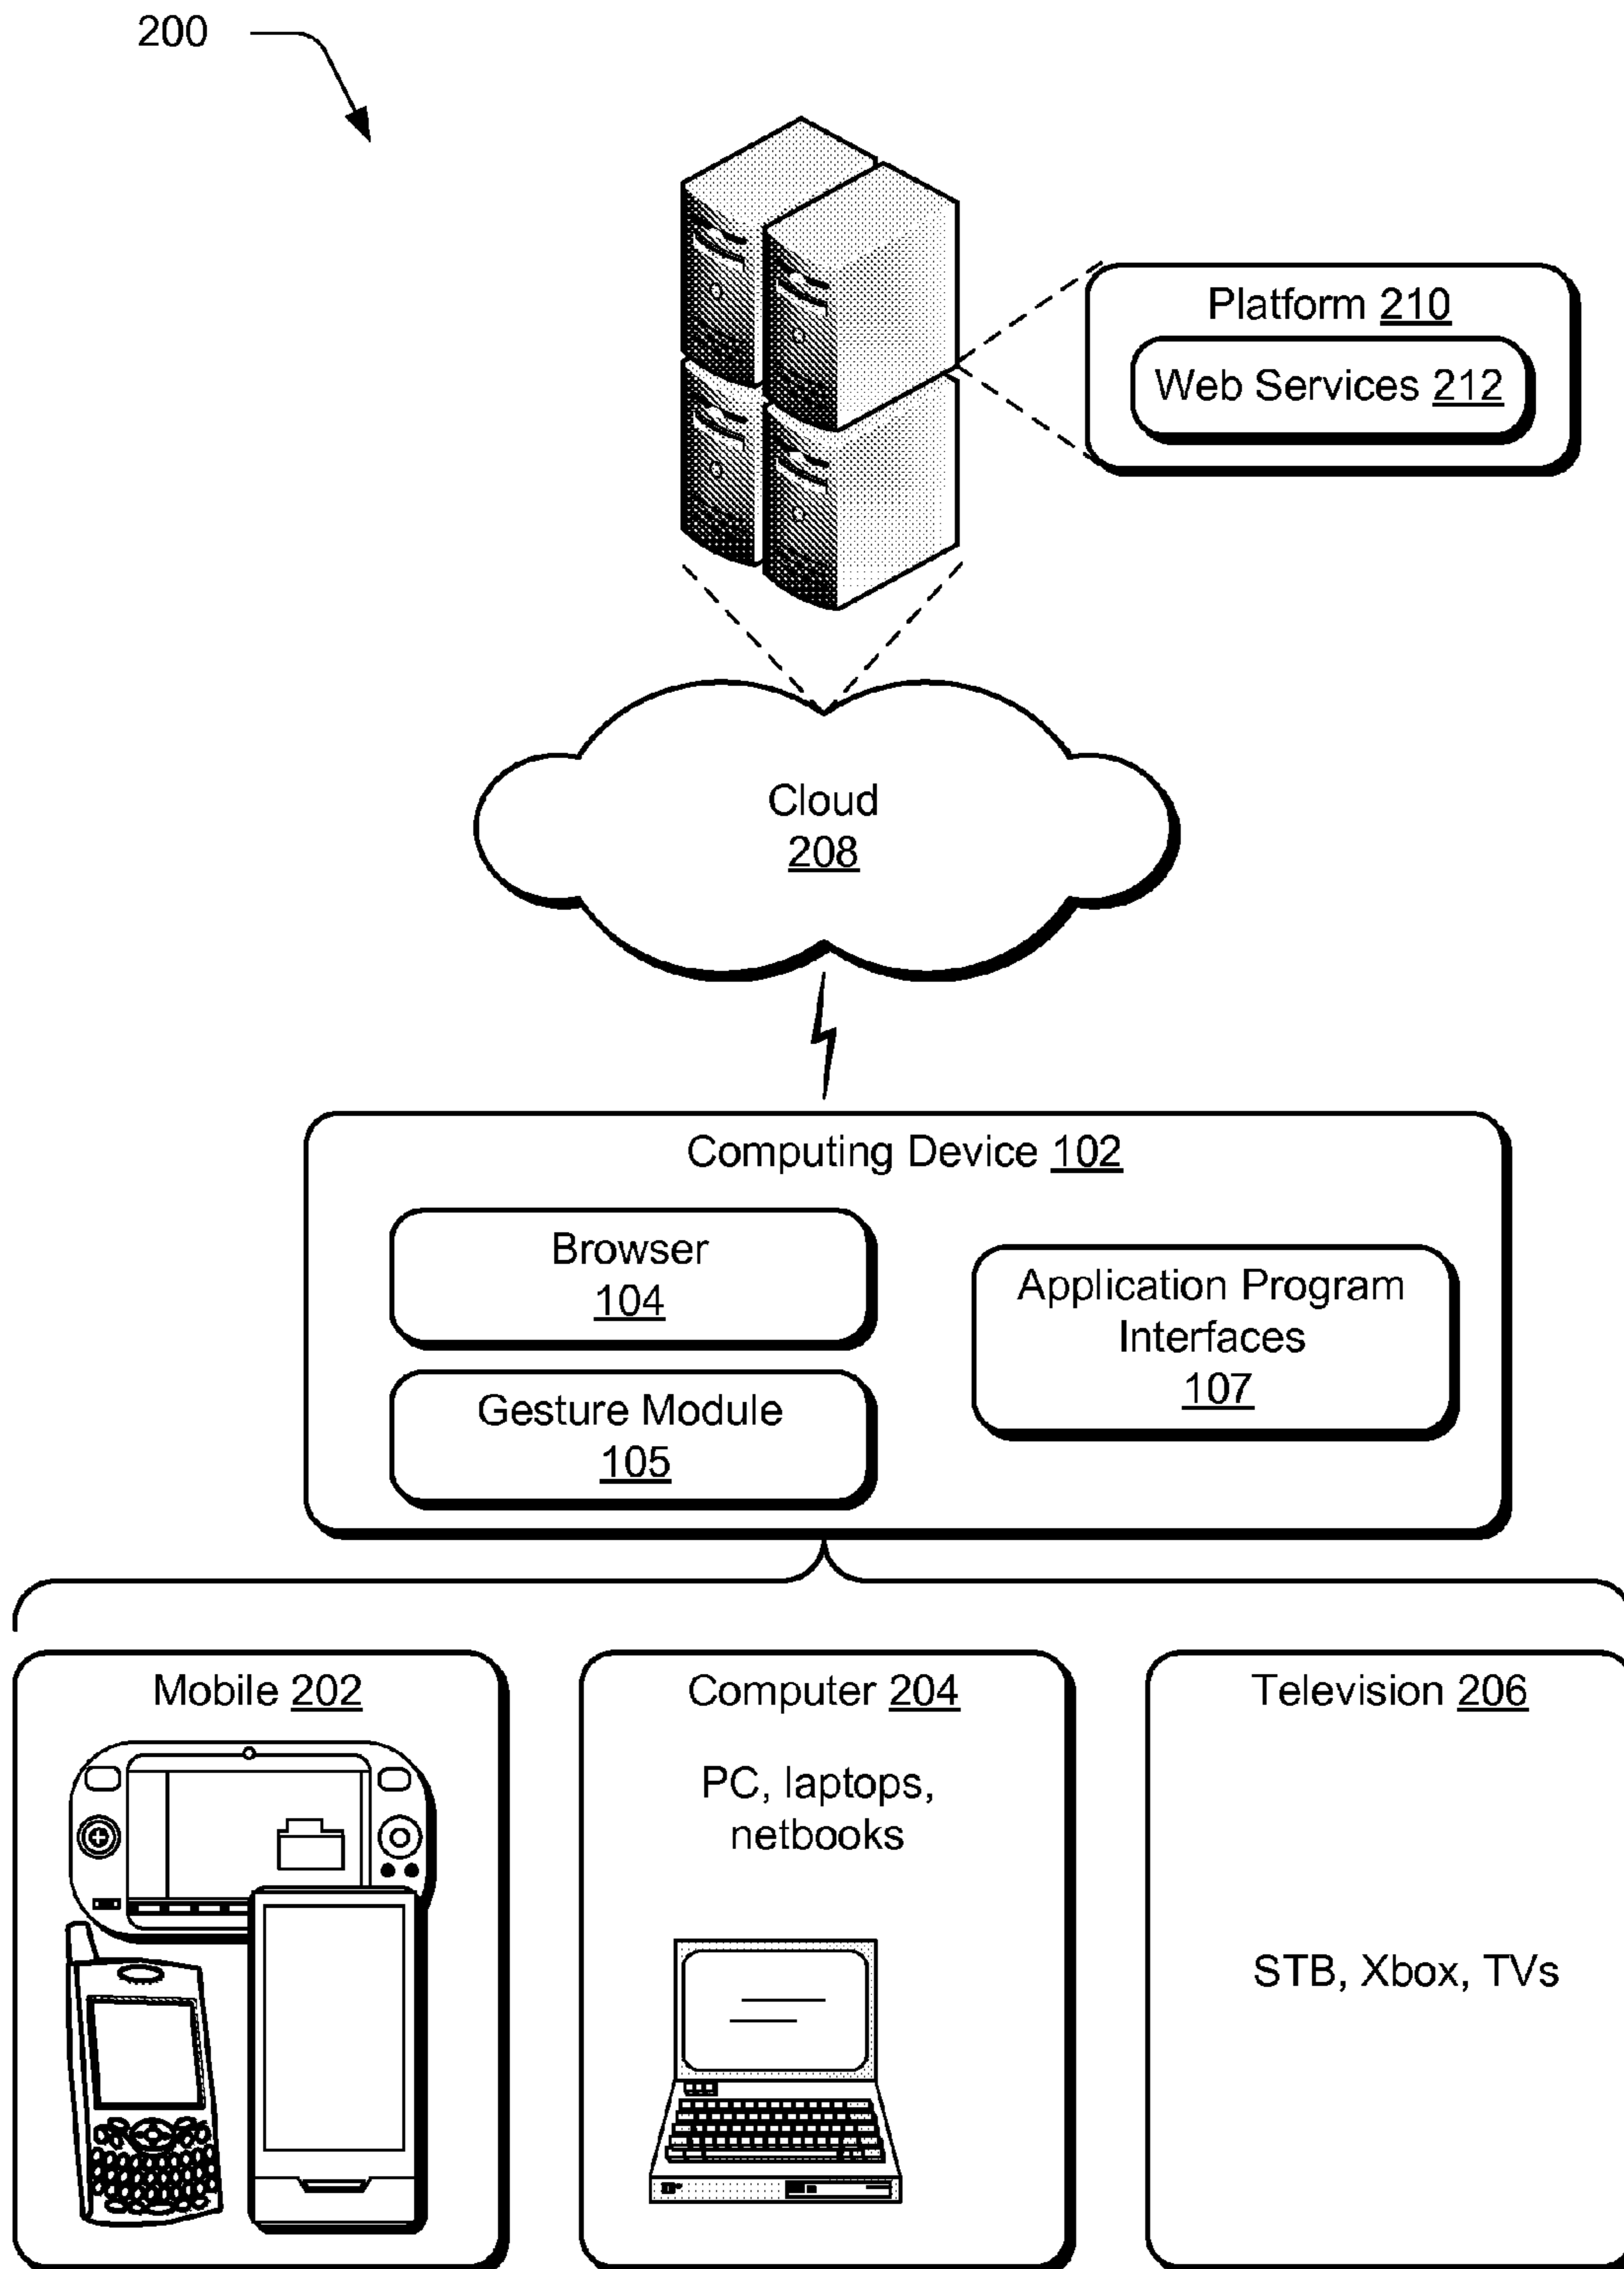 200
Platform 210
Web Services 212
Cloud
208
Computing Device 102
Browser
104
Application Program
Interfaces
107
Gesture Module
105
Mobile 202
Computer 204
PC, laptops,
netbooks
Television 206
STB, Xbox, TVs